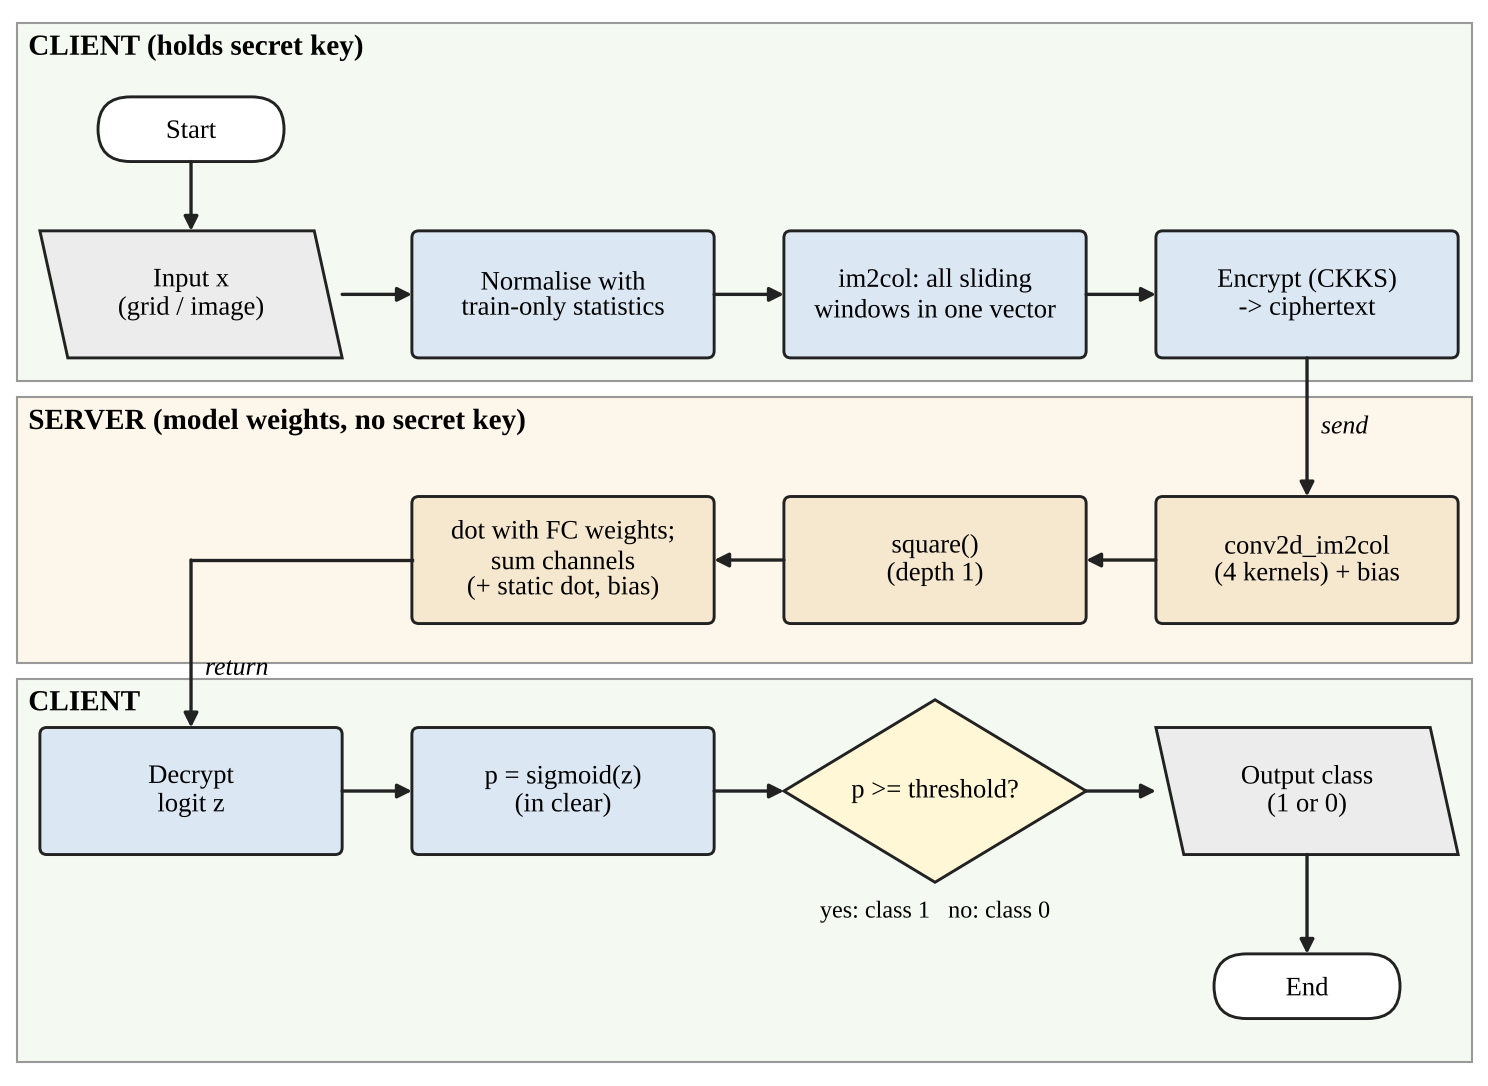 CLIENT (holds secret key)
Start
Input x
(grid / image)
Normalise with
train-only statistics
im2col: all sliding
windows in one vector
Encrypt (CKKS)
-> ciphertext
SERVER (model weights, no secret key)
send
conv2d_im2col
(4 kernels) + bias
square()
(depth 1)
dot with FC weights;
sum channels
(+ static dot, bias)
return
CLIENT
Decrypt
logit z
p = sigmoid(z)
(in clear)
p >= threshold?
yes: class 1   no: class 0
Output class
(1 or 0)
End